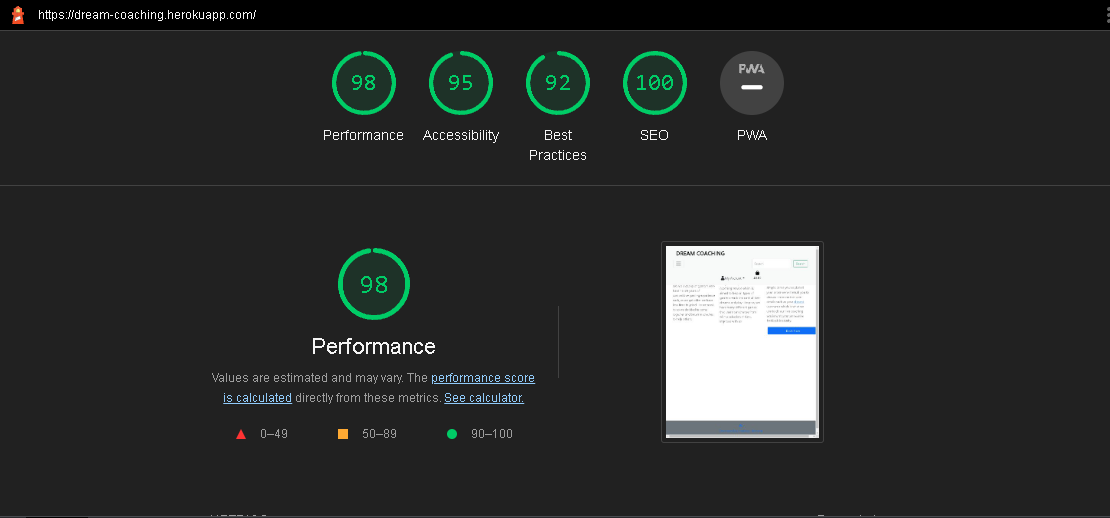 https://dream-coaching.herokuapp.com/
98
95
92
100
PWA
Performance
Accessibility
Best
Practices
SEO
PWA
98
Performance
Values are estimated and may vary. The performance score
is calculated directly from these metrics. See calculator.
0–49
50–89
90–100
DREAM COACHING
My Account